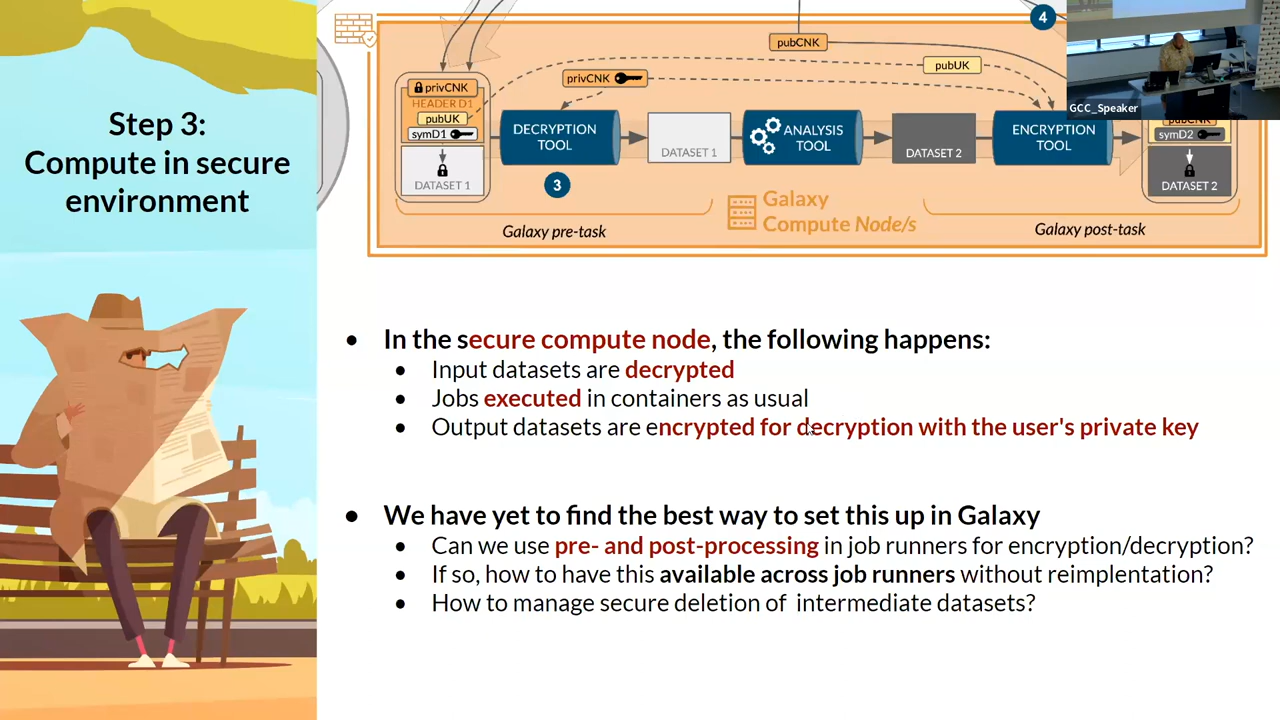 Step 3:
Compute in secure
environment
4
pubCNK
pubUK
privCNK
privCNK
HEADER D1
pubUK
symD1
DATASET 1
DECRYPTION
TOOL
3
DATASET 1
ANALYSIS
TOOL
DATASET 2
ENCRYPTION
TOOL
pubCNK
symD2
DATASET 2
Galaxy
Compute Node/s
Galaxy pre-task
Galaxy post-task
GCC_Speaker
• In the secure compute node, the following happens:
• Input datasets are decrypted
• Jobs executed in containers as usual
• Output datasets are encrypted for decryption with the user's private key
• We have yet to find the best way to set this up in Galaxy
• Can we use pre- and post-processing in job runners for encryption/decryption?
• If so, how to have this available across job runners without reimplentation?
• How to manage secure deletion of intermediate datasets?